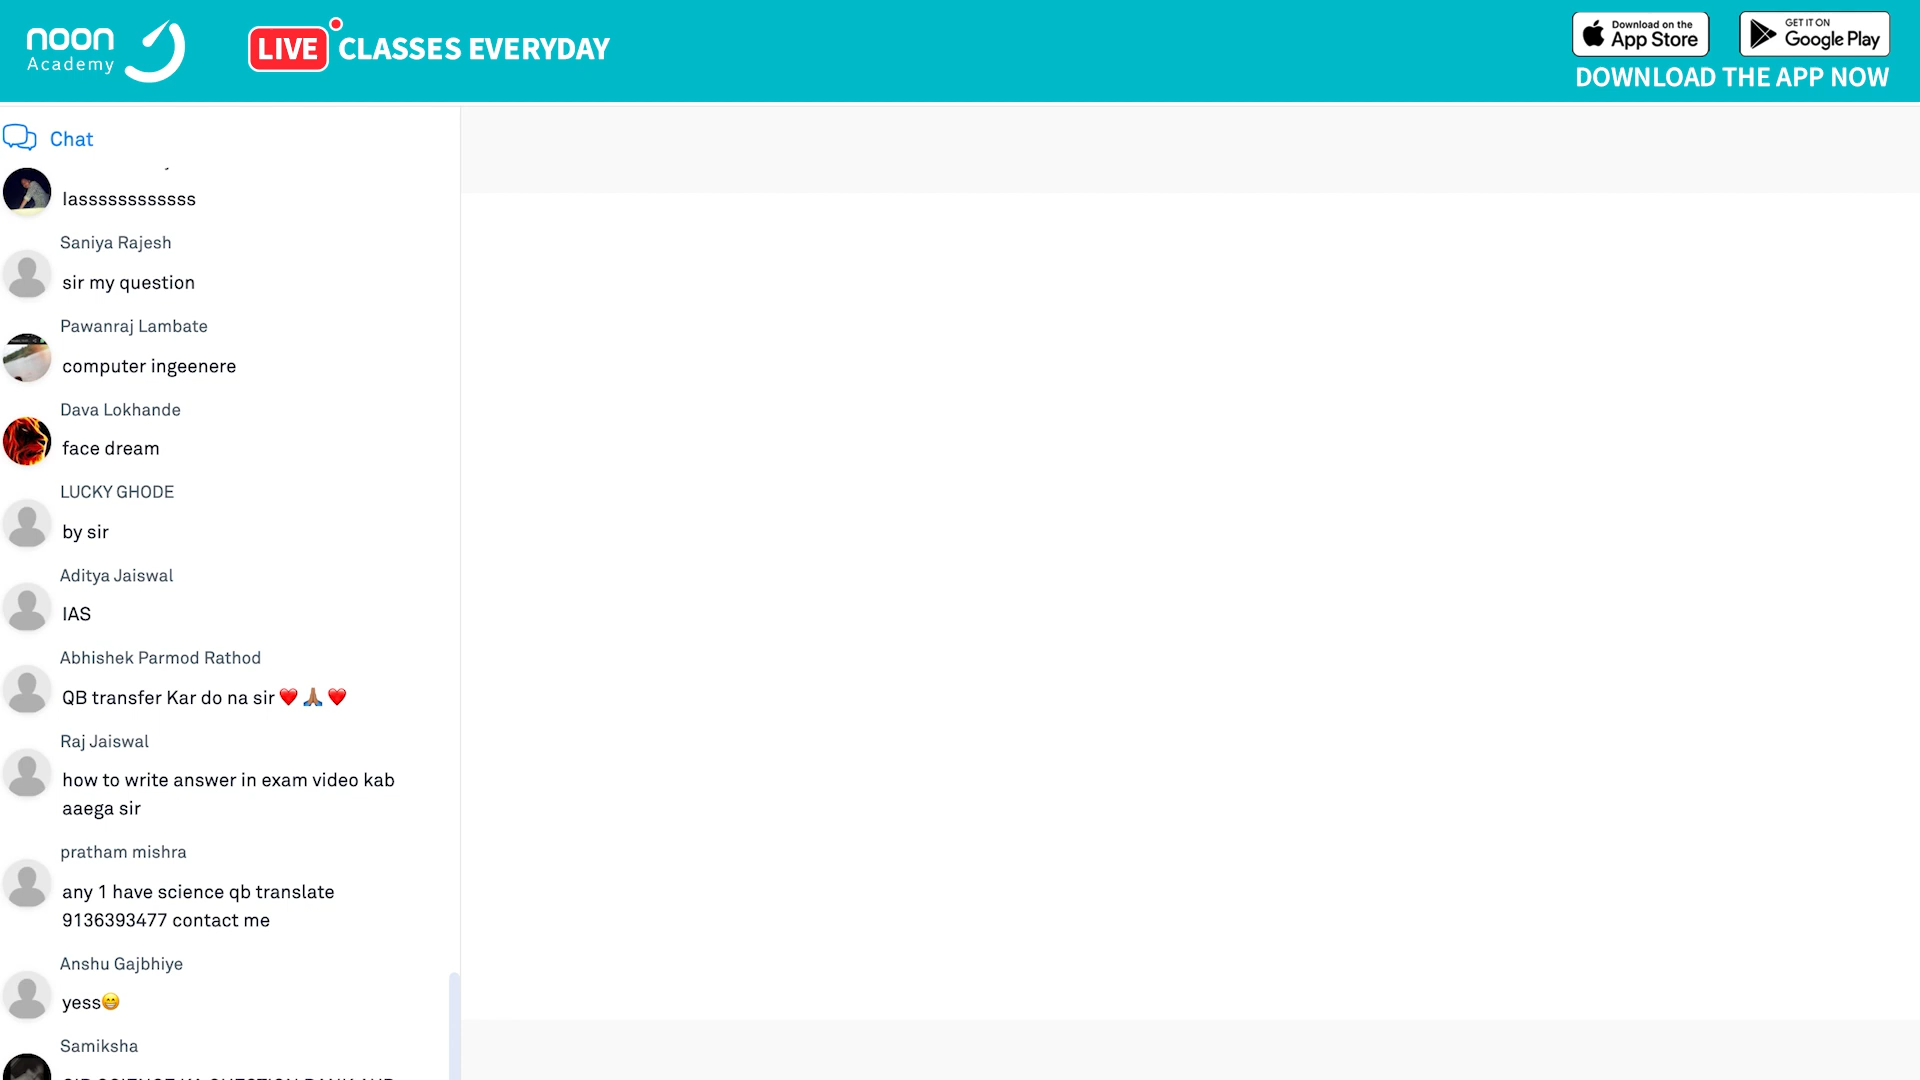 noon
Academy
LIVE CLASSES EVERYDAY
Download on the
App Store
GET IT ON
Google Play
DOWNLOAD THE APP NOW
Chat
lasssssssssssss
Saniya Rajesh
sir my question
Pawanraj Lambate
computer ingeenere
Dava Lokhande
face dream
LUCKY GHODE
by sir
Aditya Jaiswal
IAS
Abhishek Parmod Rathod
QB transfer Kar do na sir❤️🙏🏽❤️
Raj Jaiswal
how to write answer in exam video kab
aaega sir
pratham mishra
any 1 have science qb translate
9136393477 contact me
Anshu Gajbhiye
yess😁
Samiksha